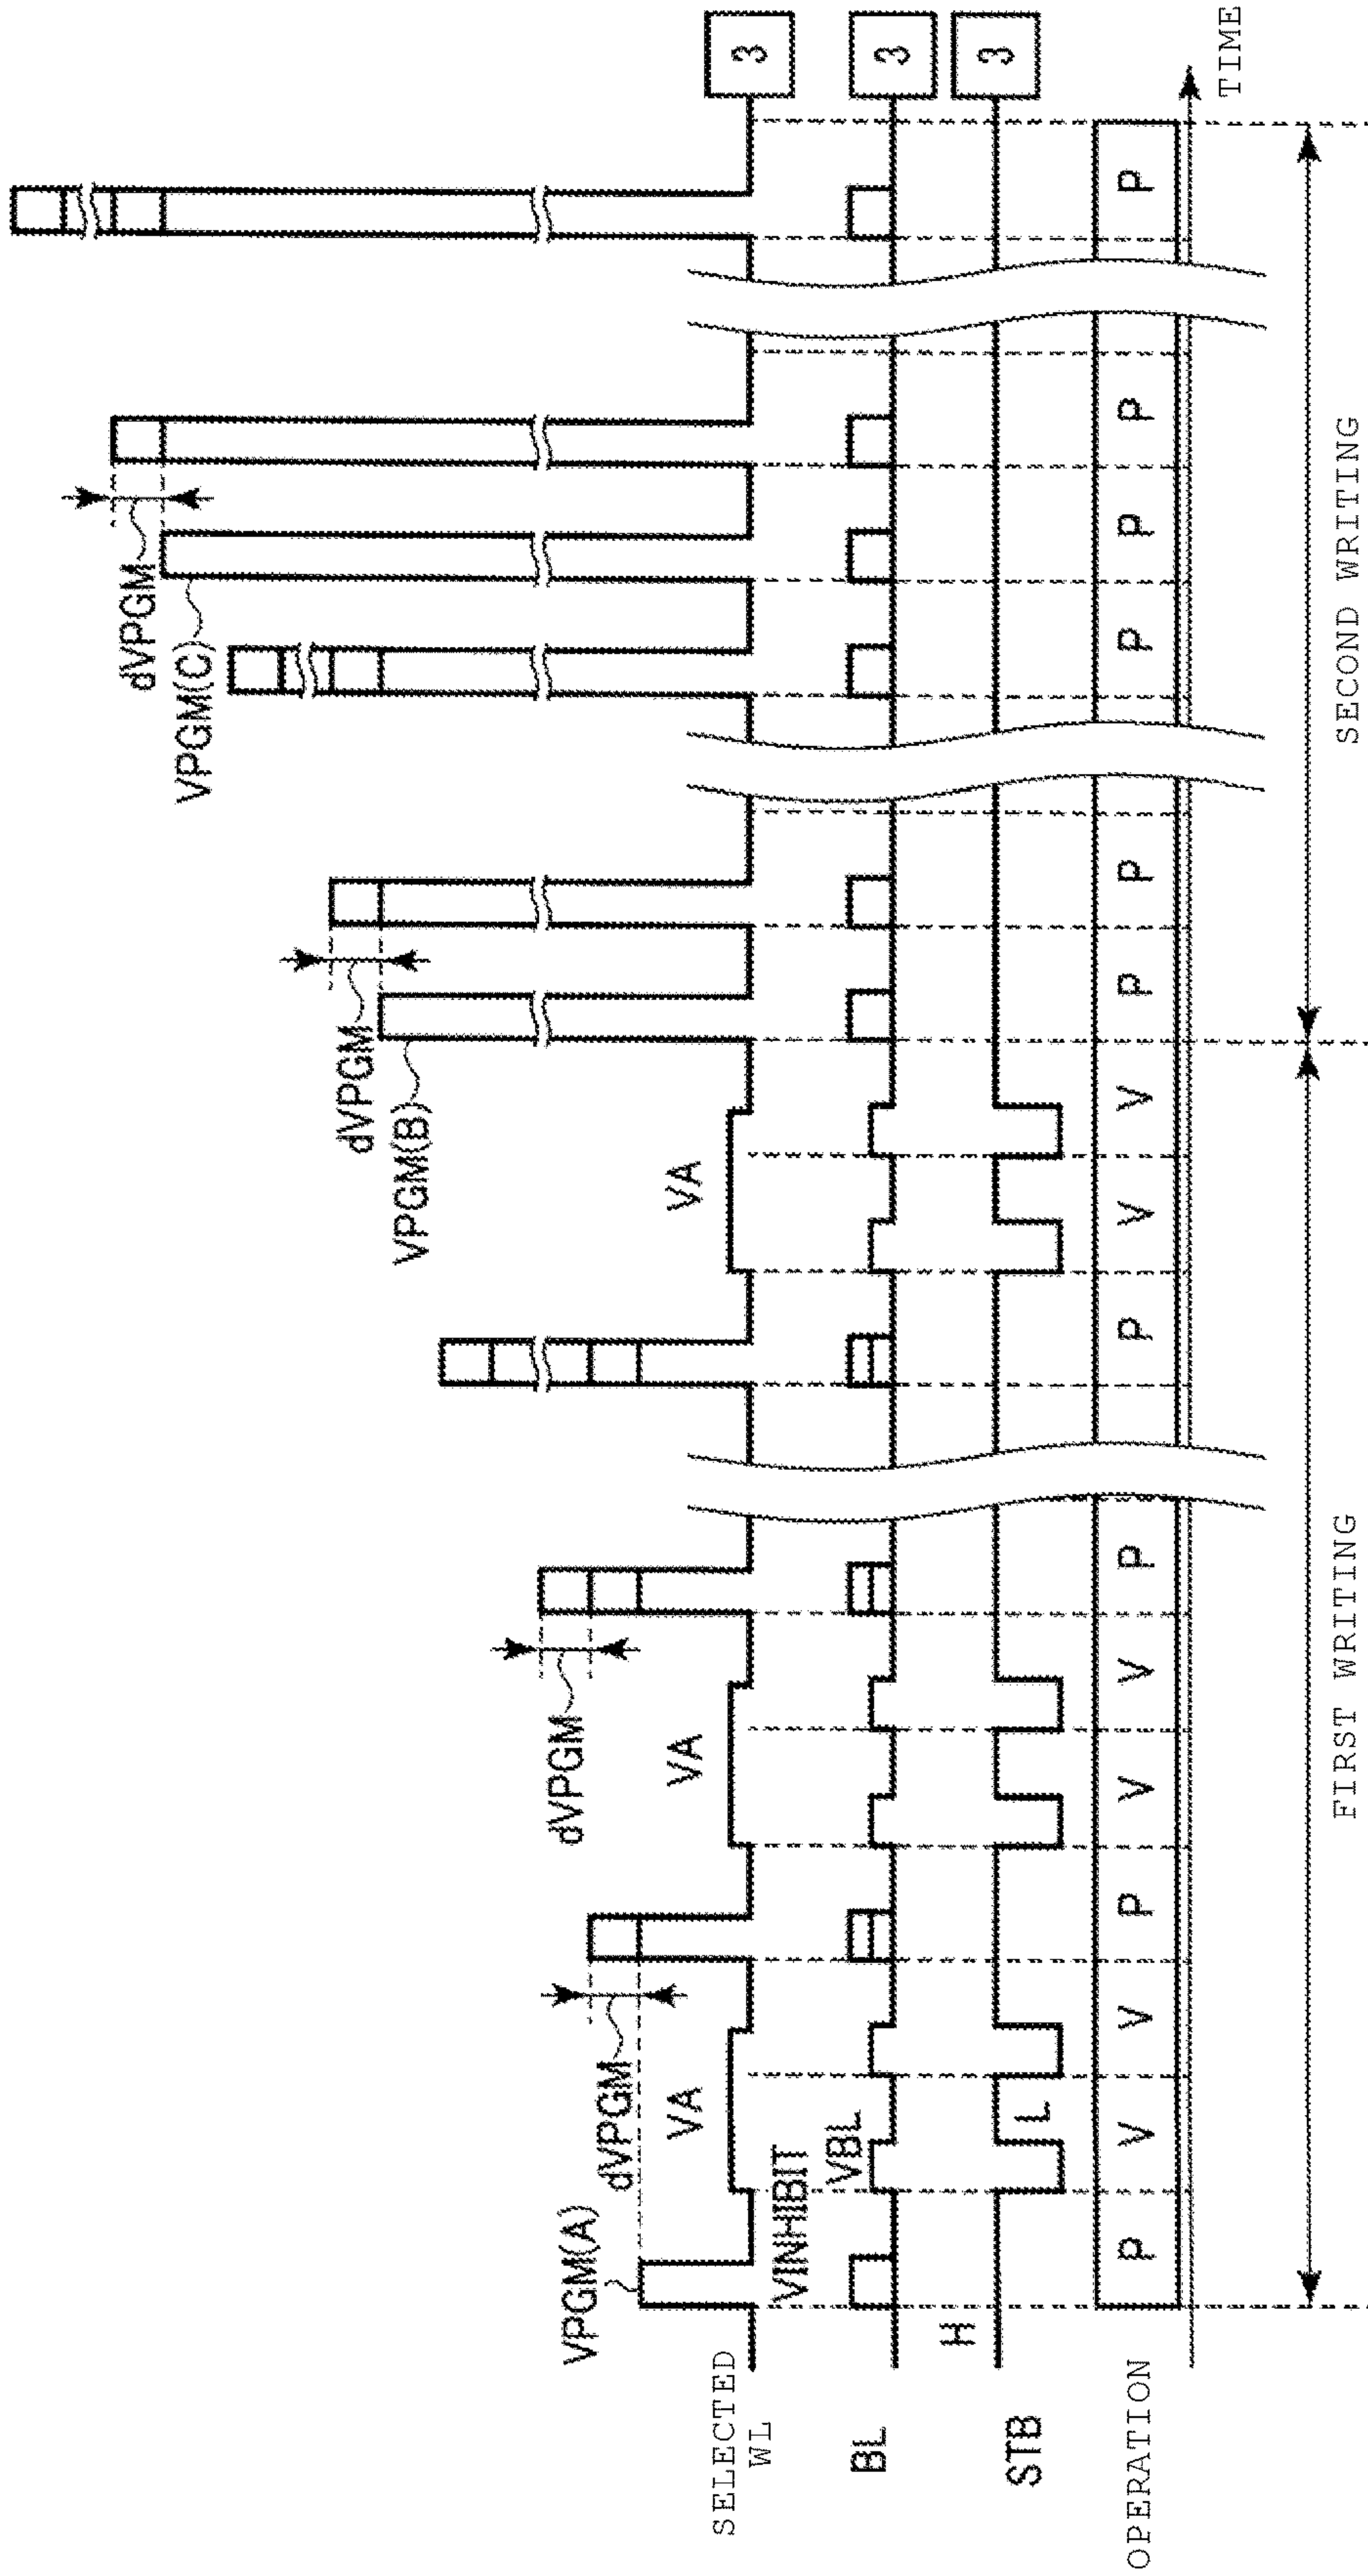 dVPGM
VPGM(C)
dVPGM
VPGM(B)
dVPGM
VPGM(A)
dVPGM
VA
VA
VA
SELECTED
WL
3
VINHIBIT
VBL
BL
3
H
L
STB
3
OPERATION P V V P V V P P V V P P P P P P
TIME
FIRST WRITING
SECOND WRITING